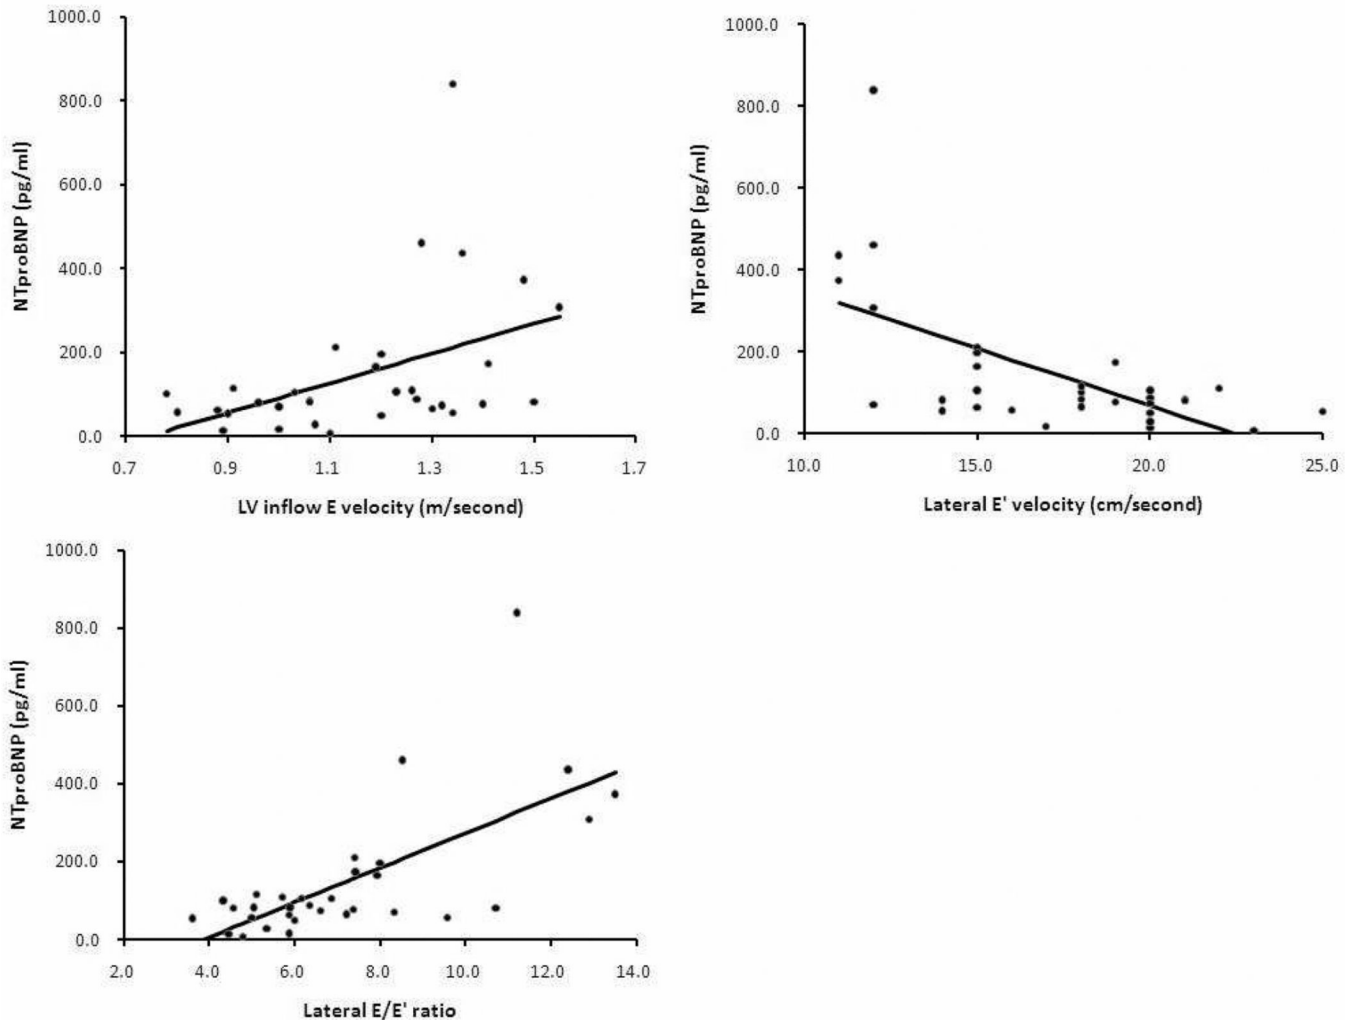 1000.0
800.0
600.0
400.0
200.0
0.0
NTproBNP (pg/ml)
0.7 0.9 1.1 1.3 1.5 1.7
LV inflow E velocity (m/second)
1000.0
800.0
600.0
400.0
200.0
0.0
NTproBNP (pg/ml)
10.0 15.0 20.0 25.0
Lateral E' velocity (cm/second)
1000.0
800.0
600.0
400.0
200.0
0.0
NTproBNP (pg/ml)
2.0 4.0 6.0 8.0 10.0 12.0 14.0
Lateral E/E' ratio